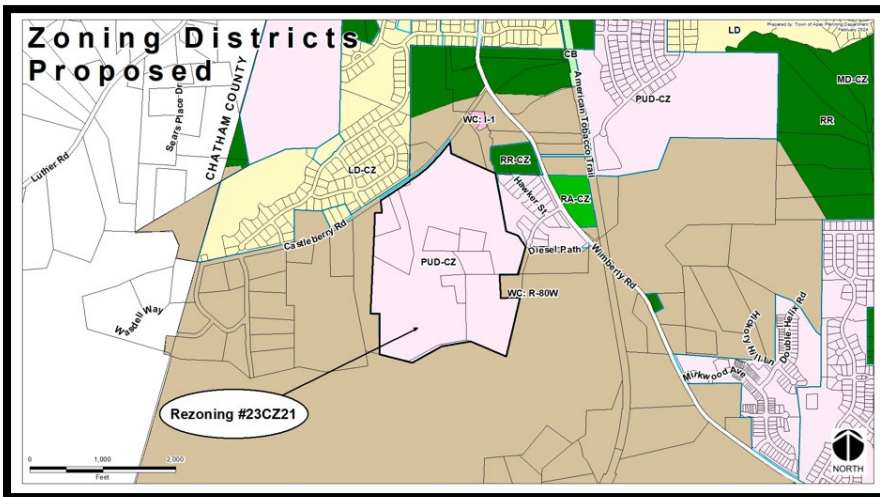 Zoning Districts
Proposed
Prepared by: Town of Apex Planning Department
February 2024
LD
CB
MD-CZ
PUD-CZ
RR
Sears Place Dr
CHATHAM COUNTY
American Tobacco Trail
WC: I-1
Luther Rd
LD-CZ
RR-CZ
Hawker St
RA-CZ
Castleberry Rd
Diesel Path
PUD-CZ
Wimberly Rd
WC: R-80W
Wasdell Way
Hickory Hill Ln
Double Helix Rd
Mirkwood Ave
Rezoning #23CZ21
0 1,000 2,000
Feet
NORTH